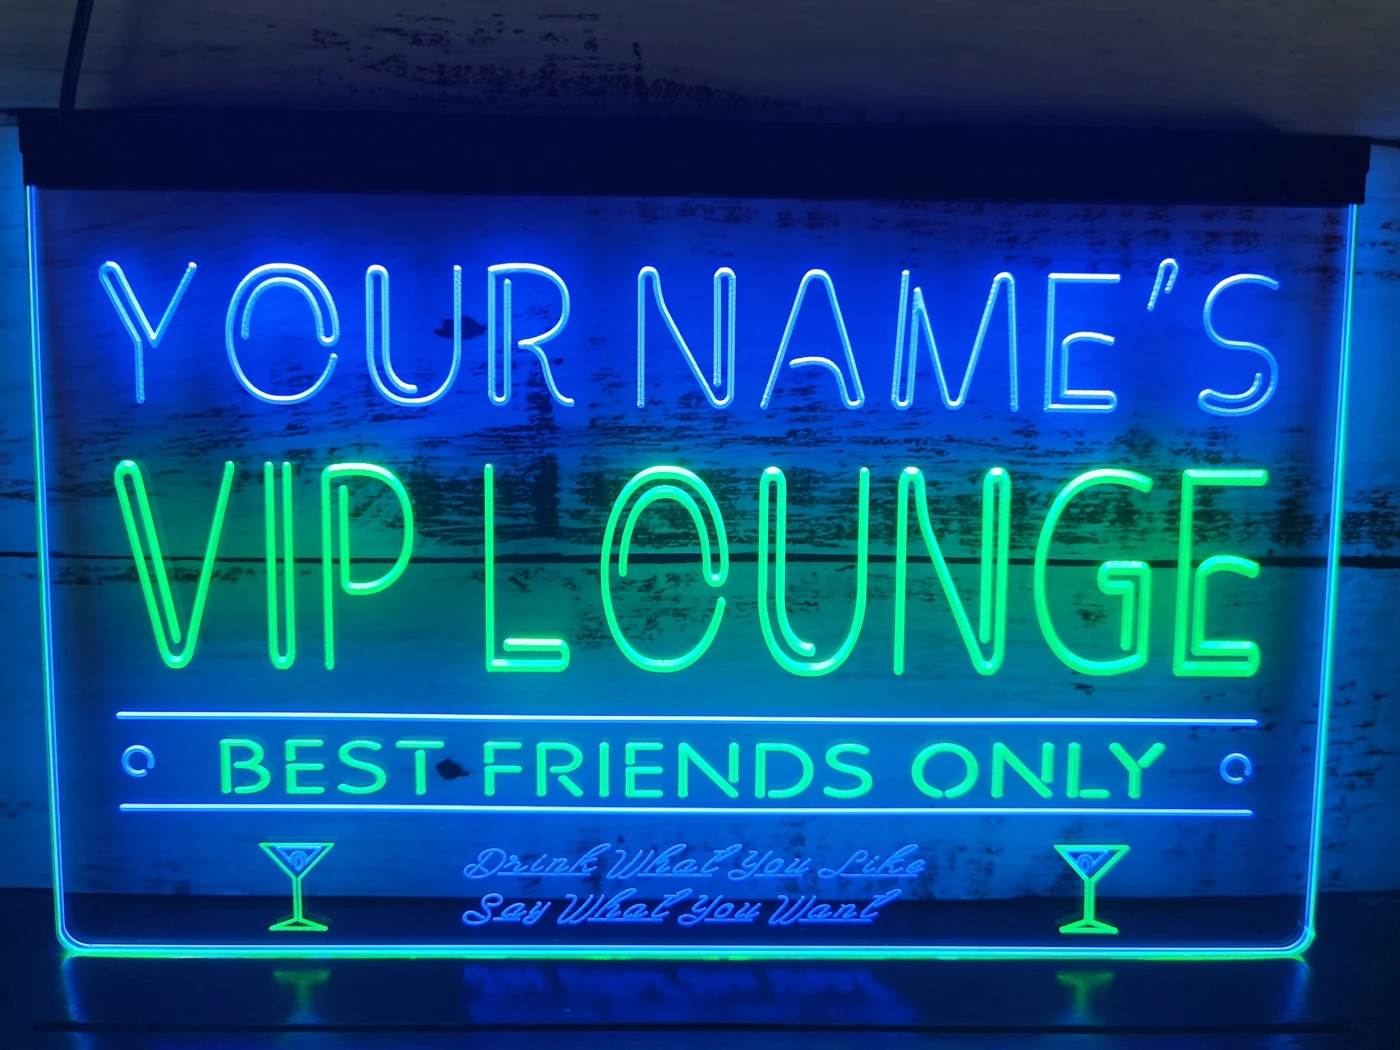 YOUR NAME'S
VIP LOUNGE
BEST FRIENDS ONLY
Drink What You Like
Say What You Want